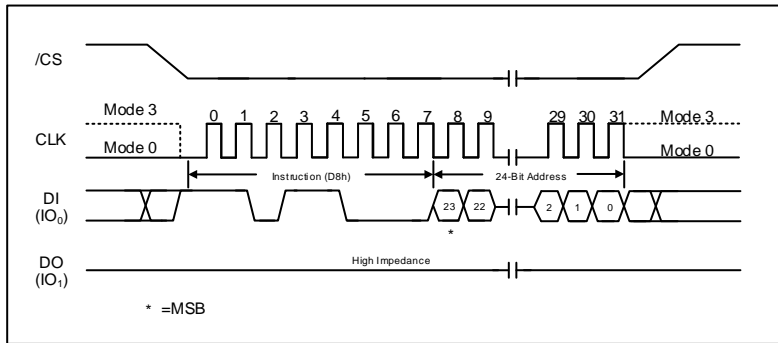 /CS
Mode 3
0 1 2 3 4 5 6 7 8 9 29 30 31
Mode 3
CLK
Mode 0
Mode 0
Instruction (D8h)
24-Bit Address
DI
(IO₀)
23 22 2 1 0
*
DO
(IO₁)
High Impedance
* =MSB